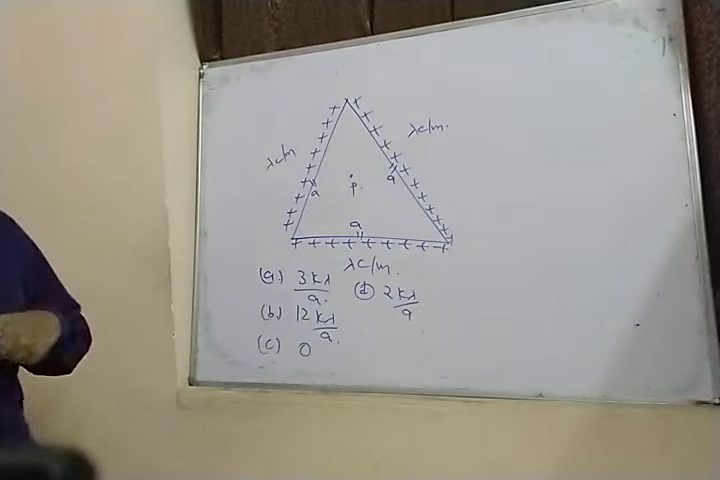 λc/m
λc/m.
a
a
p.
a
λc/m.
(a) 3Kλ/a.
(d) 2Kλ/a
(b) 12Kλ/a.
(c) 0